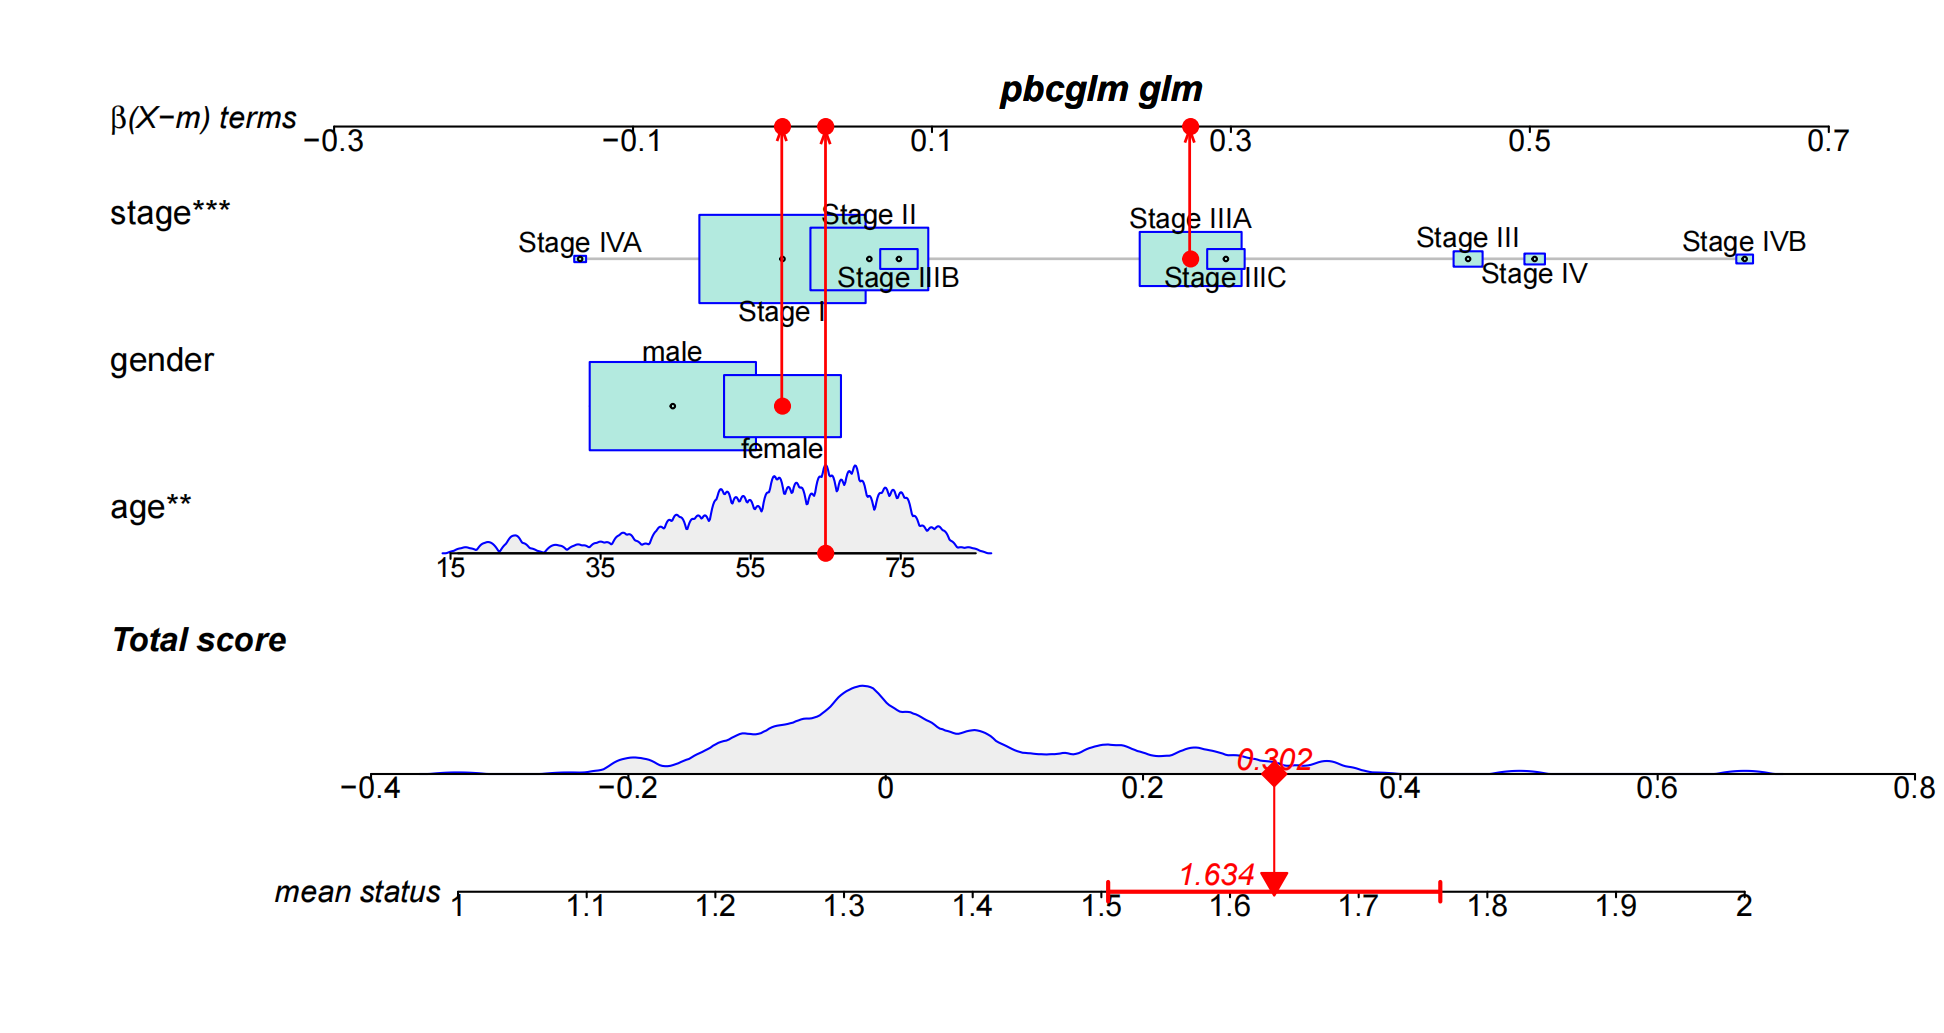 pbcglm glm
β(X−m) terms
−0.3 −0.1 0.1 0.3 0.5 0.7
stage***
Stage IVA Stage II Stage IIIA Stage III Stage IVB
Stage IIIB Stage IIIC Stage IV
Stage I
gender
male
female
age**
15 35 55 75
Total score
0.302
−0.4 −0.2 0 0.2 0.4 0.6 0.8
1.634
mean status 1 1.1 1.2 1.3 1.4 1.5 1.6 1.7 1.8 1.9 2